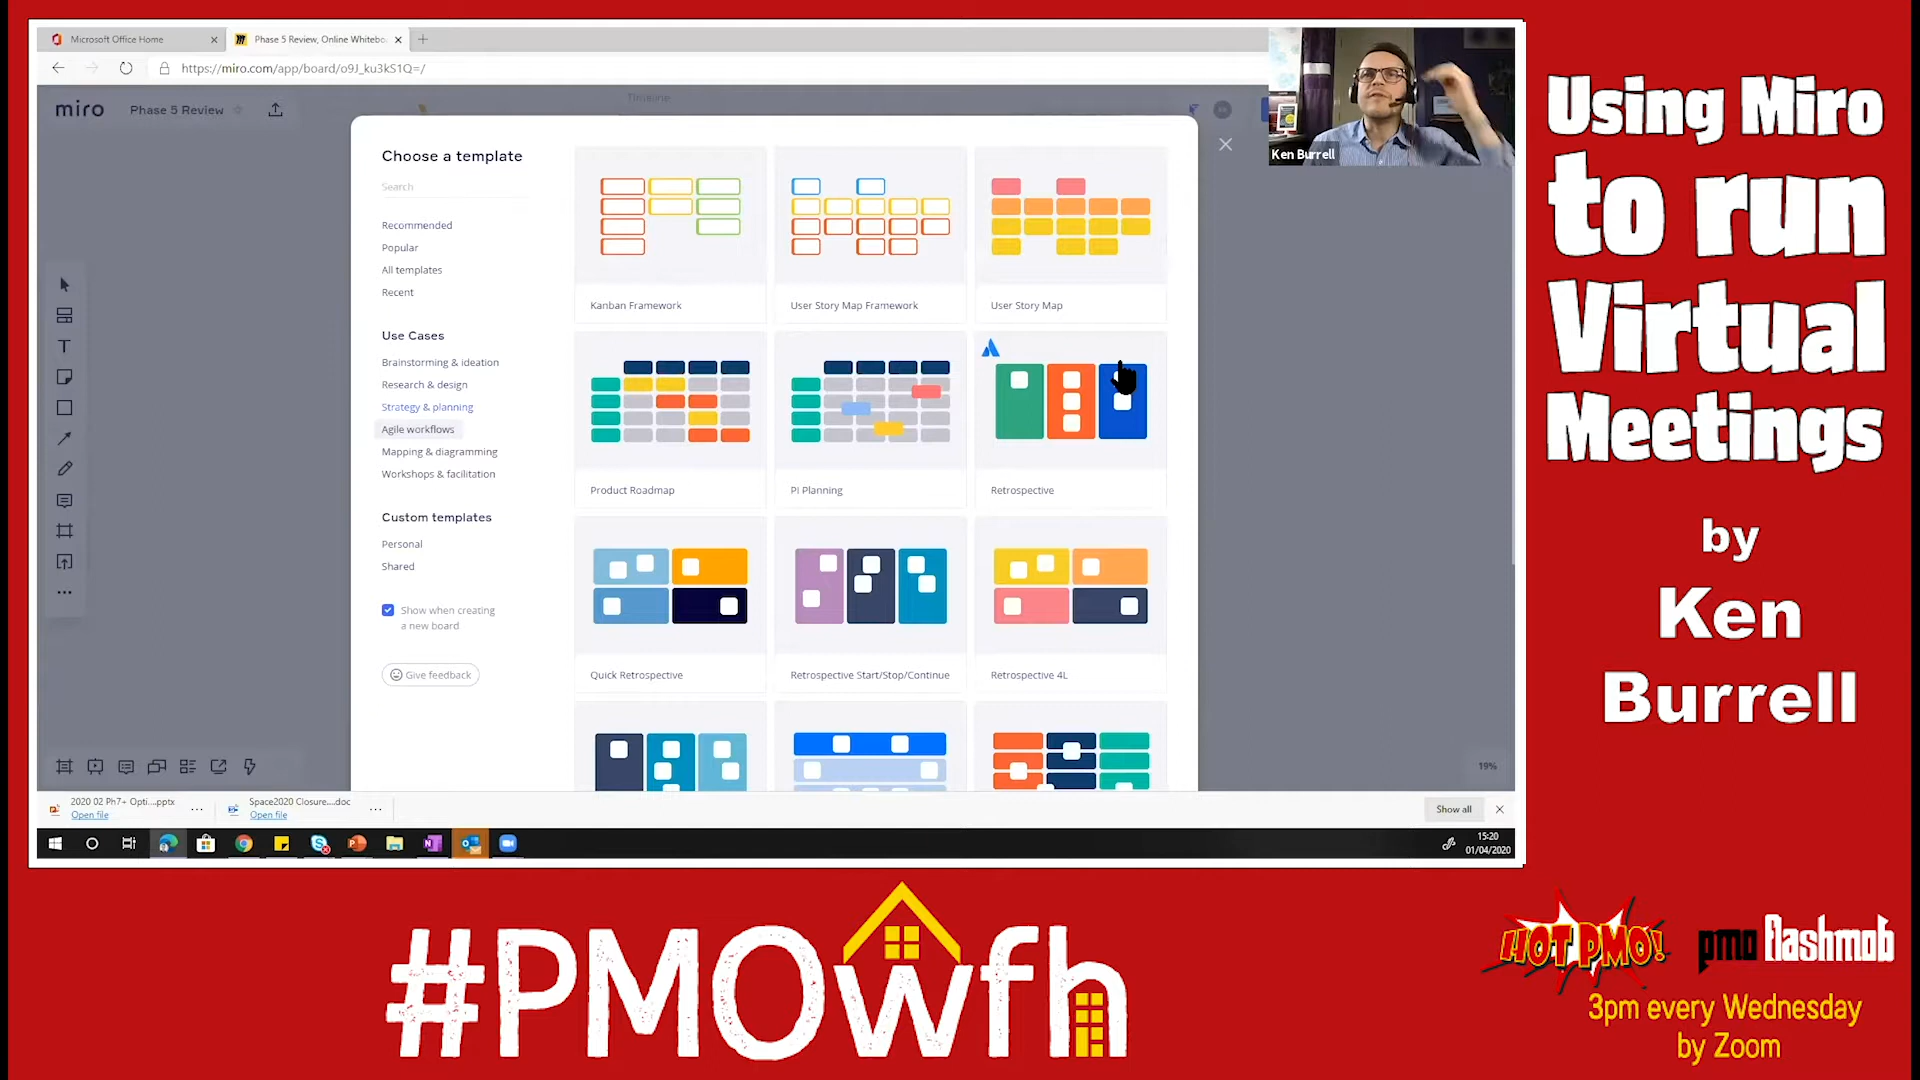 Microsoft Office Home
Phase 5 Review, Online Whitebo
https://miro.com/app/board/o9J_ku3kS1Q=/
miro
Phase 5 Review
Timeline
Ken Burrell
Choose a template
Search
Recommended
Popular
All templates
Recent
Use Cases
Brainstorming & ideation
Research & design
Strategy & planning
Agile workflows
Mapping & diagramming
Workshops & facilitation
Custom templates
Personal
Shared
Show when creating
a new board
Give feedback
Kanban Framework
User Story Map Framework
User Story Map
Product Roadmap
PI Planning
Retrospective
Quick Retrospective
Retrospective Start/Stop/Continue
Retrospective 4L
19%
2020 02 Ph7+ Opti....pptx
Open file
Space2020 Closure....doc
Open file
Show all
15:20
01/04/2020
Using Miro
to run
Virtual
Meetings
by
Ken
Burrell
#PMOwfh
HOT PMO!
pmo flashmob
3pm every Wednesday
by Zoom